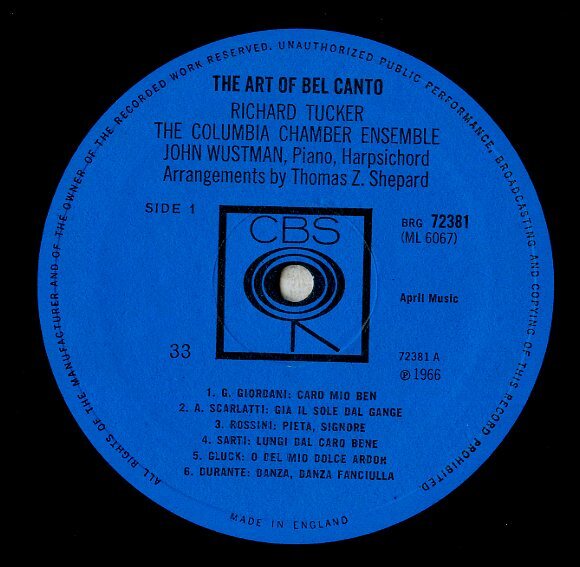 ALL RIGHTS OF THE MANUFACTURER AND OF THE OWNER OF THE RECORDED WORK RESERVED. UNAUTHORIZED PUBLIC PERFORMANCE, BROADCASTING AND COPYING OF THIS RECORD PROHIBITED.
THE ART OF BEL CANTO
RICHARD TUCKER
THE COLUMBIA CHAMBER ENSEMBLE
JOHN WUSTMAN, Piano, Harpsichord
Arrangements by Thomas Z. Shepard
SIDE 1
CBS
BRG 72381
(ML 6067)
April Music
33
72381 A
℗ 1966
1. G. GIORDANI: CARO MIO BEN
2. A. SCARLATTI: GIA IL SOLE DAL GANGE
3. ROSSINI: PIETA, SIGNORE
4. SARTI: LUNGI DAL CARO BENE
5. GLUCK: O DEL MIO DOLCE ARDOR
6. DURANTE: DANZA, DANZA FANCIULLA
MADE IN ENGLAND